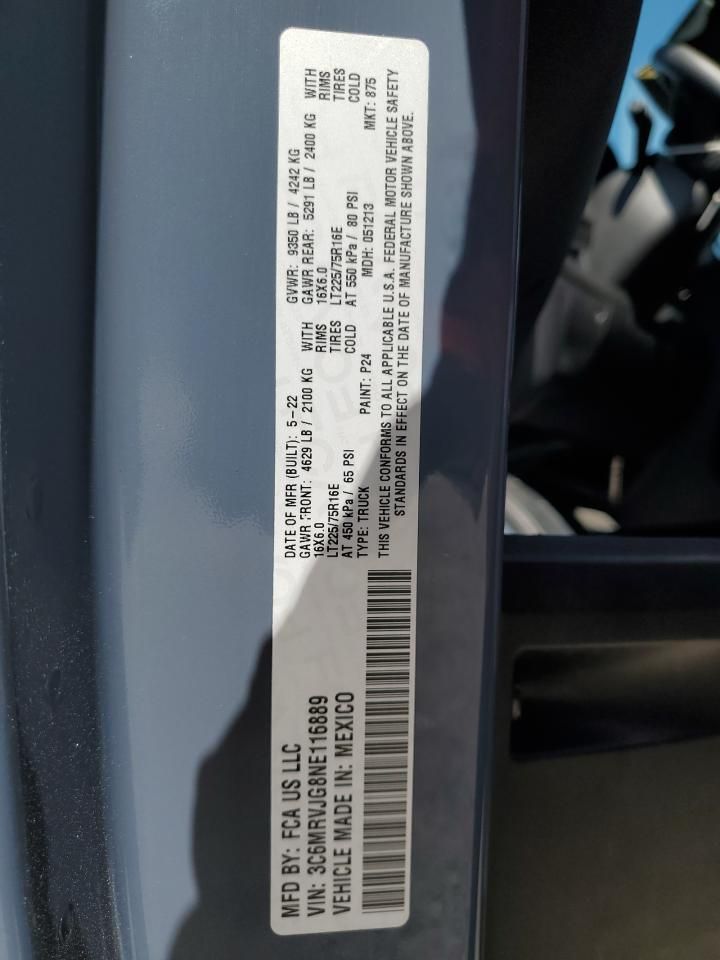 MFD BY: FCA US LLC
VIN: 3C6MRVJG8NE116889
VEHICLE MADE IN: MEXICO
DATE OF MFR (BUILT): 5-22 GVWR: 9350 LB / 4242 KG
GAWR FRONT: 4629 LB / 2100 KG WITH GAWR REAR: 5291 LB / 2400 KG WITH
16X6.0 RIMS 16X6.0 RIMS
LT225/75R16E TIRES LT225/75R16E TIRES
AT 450 kPa / 65 PSI COLD AT 550 kPa / 80 PSI COLD
TYPE: TRUCK PAINT: P24 MDH: 051213 MKT: 875
THIS VEHICLE CONFORMS TO ALL APPLICABLE U.S.A. FEDERAL MOTOR VEHICLE SAFETY
STANDARDS IN EFFECT ON THE DATE OF MANUFACTURE SHOWN ABOVE.